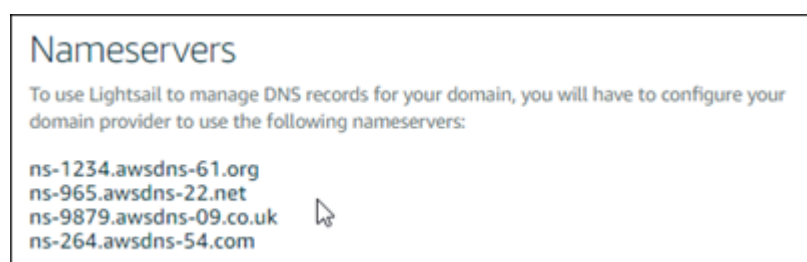 Nameservers
To use Lightsail to manage DNS records for your domain, you will have to configure your
domain provider to use the following nameservers:
ns-1234.awsdns-61.org
ns-965.awsdns-22.net
ns-9879.awsdns-09.co.uk
ns-264.awsdns-54.com